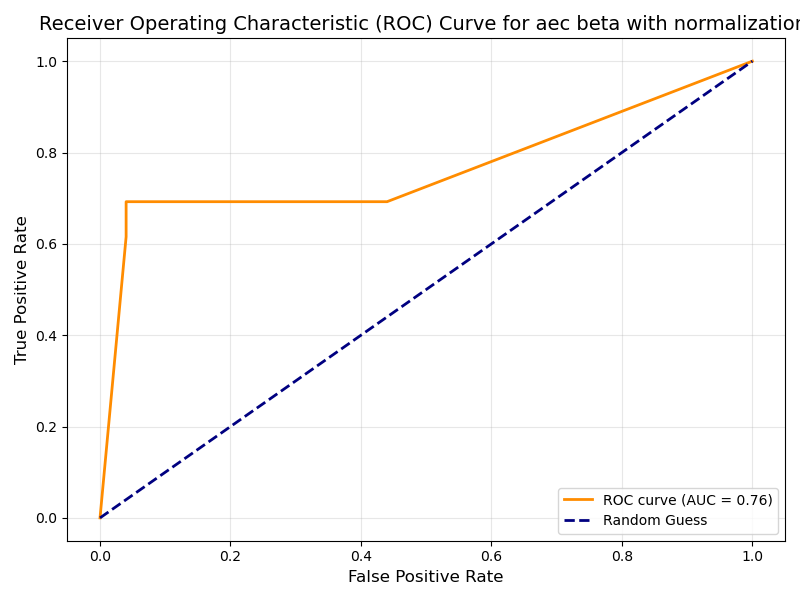 Receiver Operating Characteristic (ROC) Curve for aec beta with normalization
1.0
0.8
0.6
0.4
0.2
0.0
True Positive Rate
0.0 0.2 0.4 0.6 0.8 1.0
False Positive Rate
ROC curve (AUC = 0.76)
Random Guess